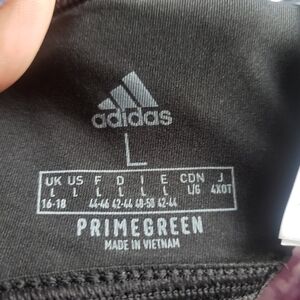 adidas
L
UK US F D I E CDN J
L L L L L L L/G 4XOT
16-18 44-46 42-44 48-50 42-44
PRIMEGREEN
MADE IN VIETNAM